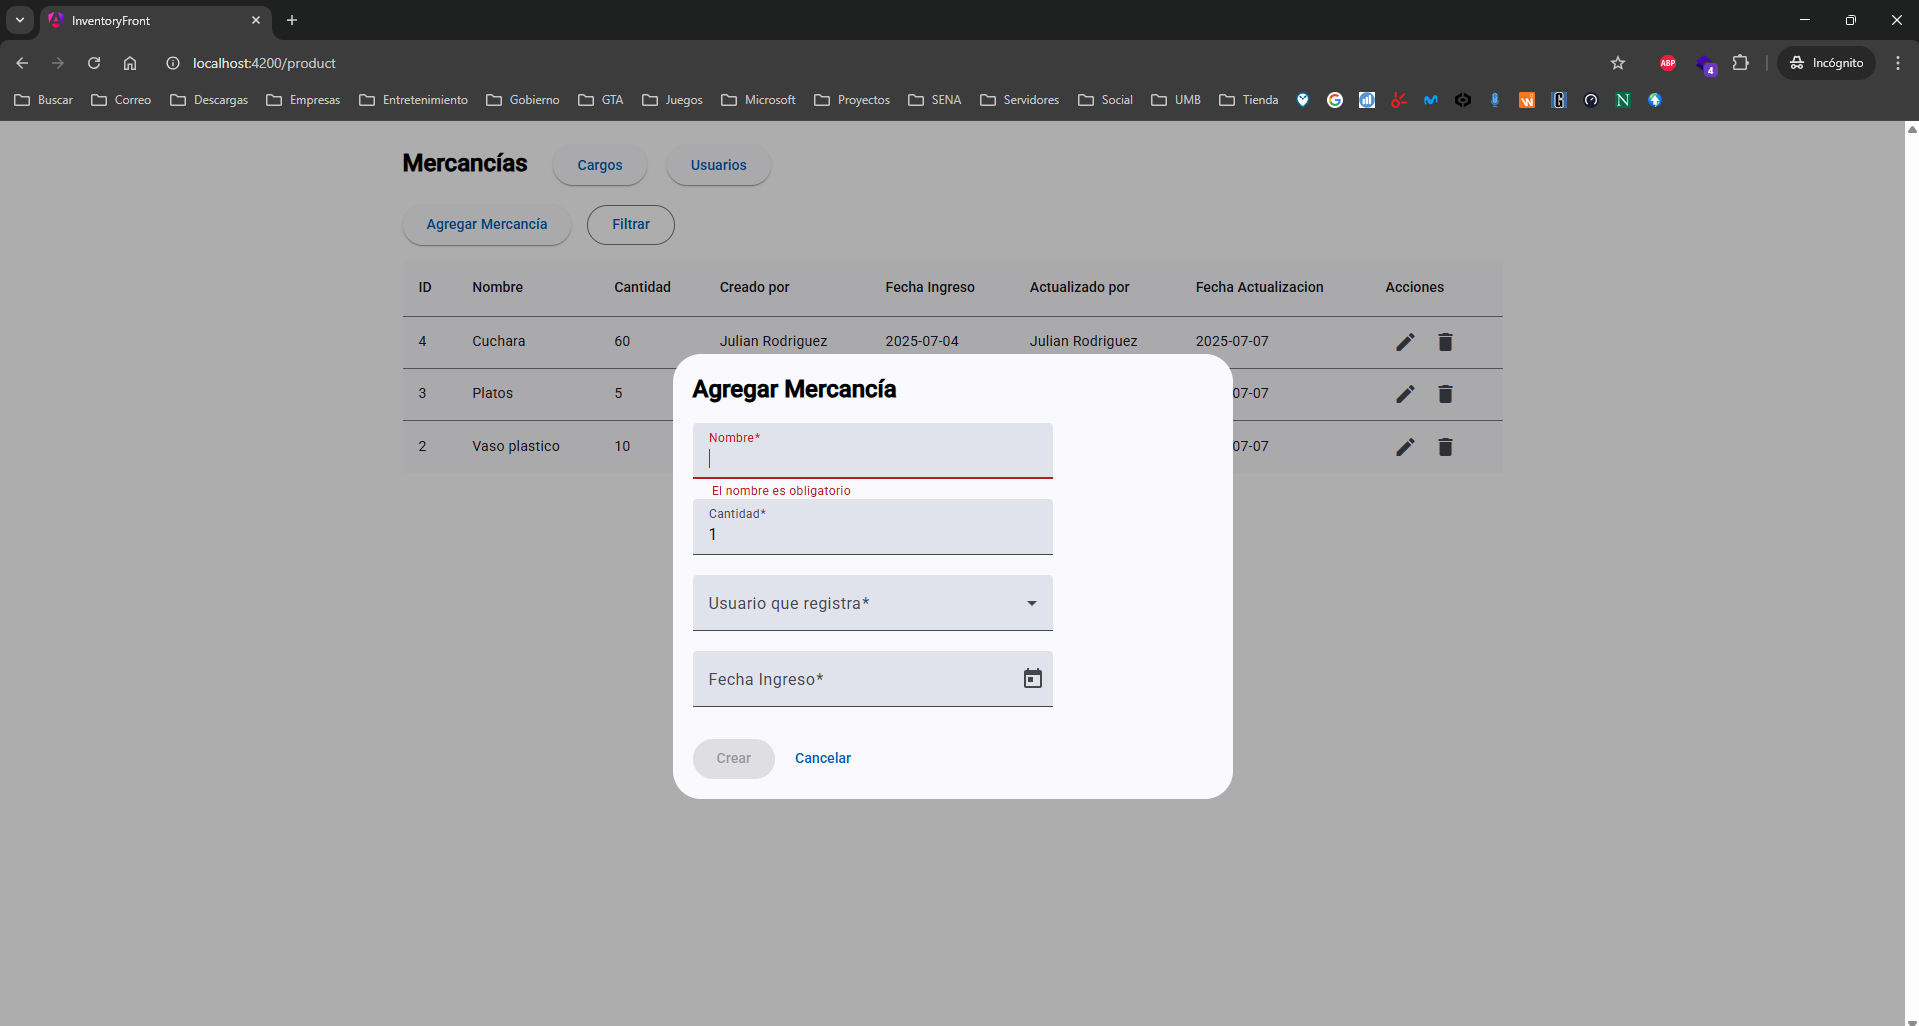 InventoryFront
localhost:4200/product
ABP
4
Incógnito
Buscar Correo Descargas Empresas Entretenimiento Gobierno GTA Juegos Microsoft Proyectos SENA Servidores Social UMB Tienda
Mercancías Cargos Usuarios
Agregar Mercancía Filtrar
ID Nombre Cantidad Creado por Fecha Ingreso Actualizado por Fecha Actualizacion Acciones
4 Cuchara 60 Julian Rodriguez 2025-07-04 Julian Rodriguez 2025-07-07
3 Platos 5 07-07
2 Vaso plastico 10 07-07
Agregar Mercancía
Nombre*
El nombre es obligatorio
Cantidad*
1
Usuario que registra*
Fecha Ingreso*
Crear Cancelar